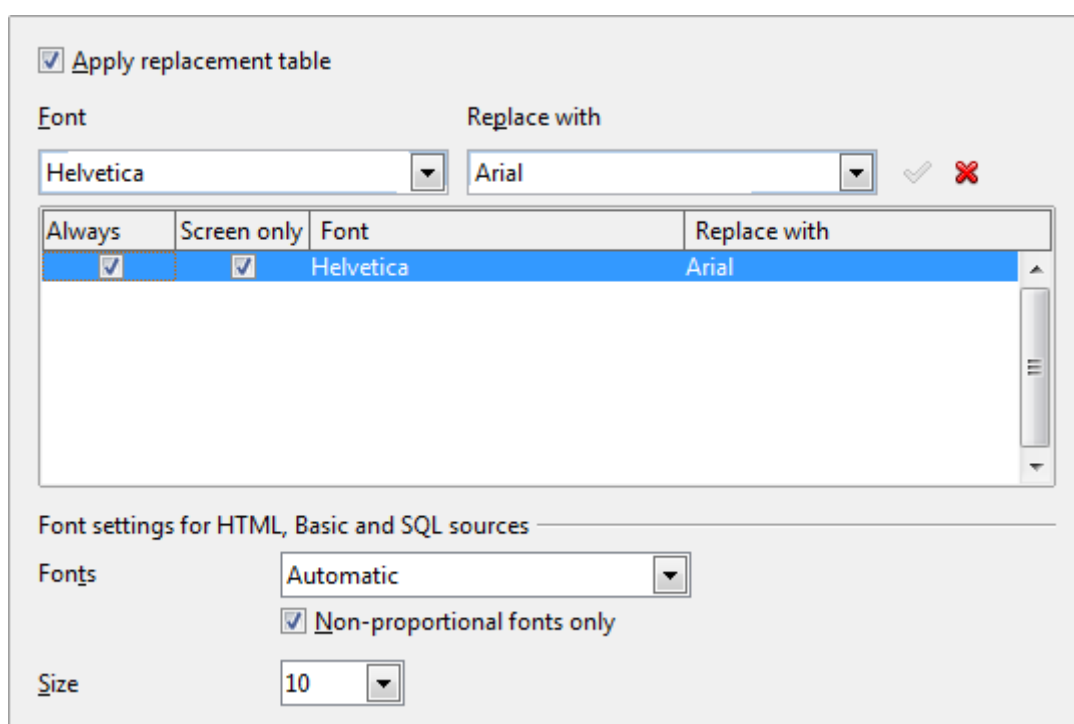 Apply replacement table
Font Replace with
Helvetica Arial
Always Screen only Font Replace with
Helvetica Arial
Font settings for HTML, Basic and SQL sources
Fonts Automatic
Non-proportional fonts only
Size 10